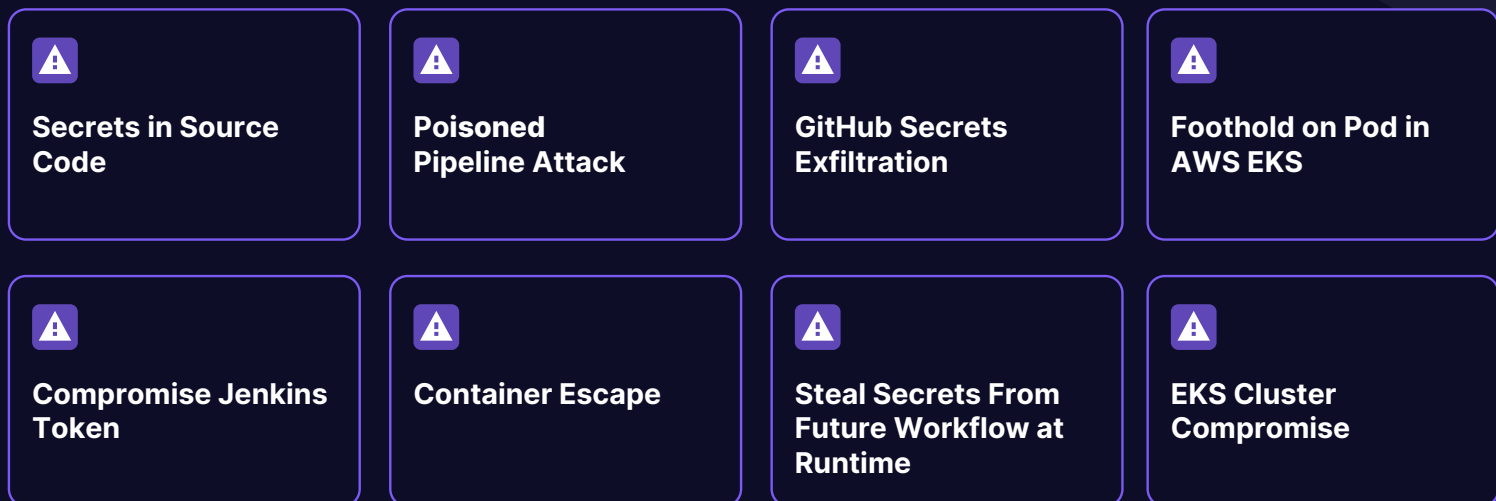 Secrets in Source
Code
Poisoned
Pipeline Attack
GitHub Secrets
Exfiltration
Foothold on Pod in
AWS EKS
Compromise Jenkins
Token
Container Escape
Steal Secrets From
Future Workflow at
Runtime
EKS Cluster
Compromise